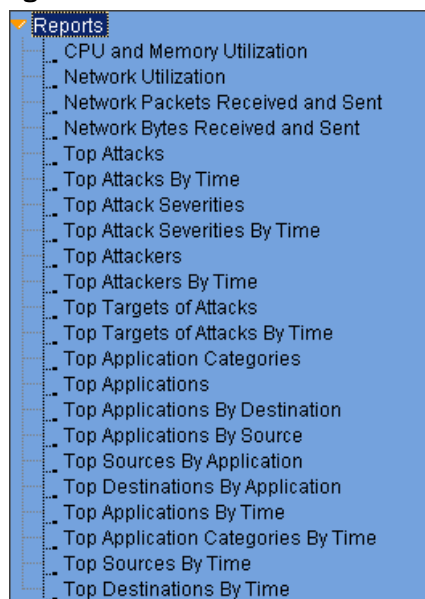 Reports
CPU and Memory Utilization
Network Utilization
Network Packets Received and Sent
Network Bytes Received and Sent
Top Attacks
Top Attacks By Time
Top Attack Severities
Top Attack Severities By Time
Top Attackers
Top Attackers By Time
Top Targets of Attacks
Top Targets of Attacks By Time
Top Application Categories
Top Applications
Top Applications By Destination
Top Applications By Source
Top Sources By Application
Top Destinations By Application
Top Applications By Time
Top Application Categories By Time
Top Sources By Time
Top Destinations By Time